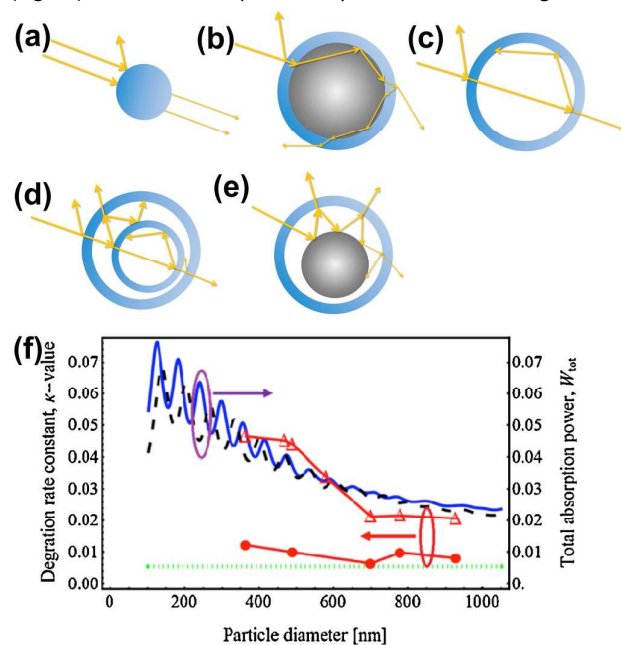 (a)
(b)
(c)
(d)
(e)
(f)
Degration rate constant, κ-value
0.07
0.06
0.05
0.04
0.03
0.02
0.01
0.00
0.07
0.06
0.05
0.04
0.03
0.02
0.01
0.
Total absorption power, Wtot
0
200
400
600
800
1000
Particle diameter [nm]